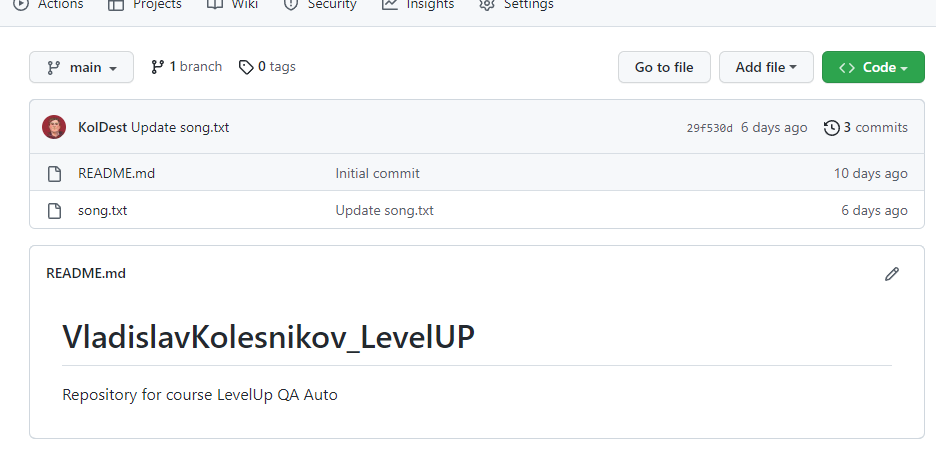 Actions Projects Wiki Security Insights Settings
main 1 branch 0 tags Go to file Add file Code
KolDest Update song.txt 29f530d 6 days ago 3 commits
README.md Initial commit 10 days ago
song.txt Update song.txt 6 days ago
README.md
VladislavKolesnikov_LevelUP
Repository for course LevelUp QA Auto